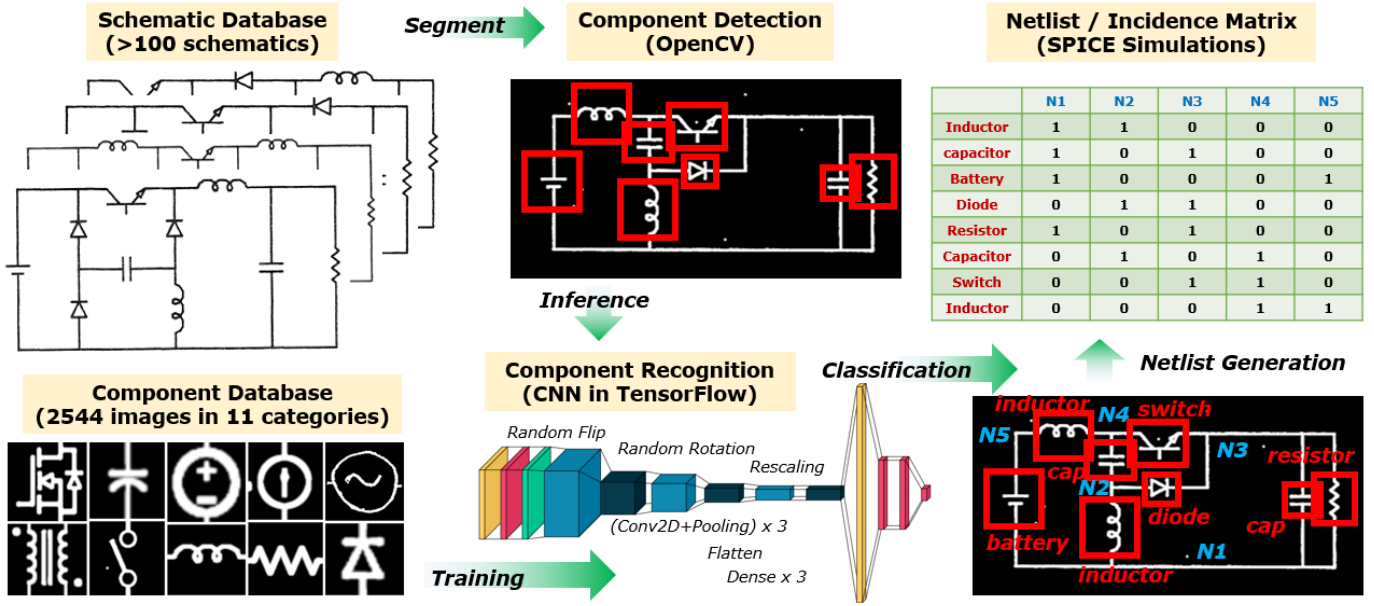 Schematic Database
(>100 schematics)
Segment
Component Detection
(OpenCV)
Netlist / Incidence Matrix
(SPICE Simulations)
N1 N2 N3 N4 N5
Inductor 1 1 0 0 0
capacitor 1 0 1 0 0
Battery 1 0 0 0 1
Diode 0 1 1 0 0
Resistor 1 0 1 0 0
Capacitor 0 1 0 1 0
Switch 0 0 1 1 0
Inductor 0 0 0 1 1
Inference
Component Database
(2544 images in 11 categories)
Component Recognition
(CNN in TensorFlow)
Classification
Netlist Generation
Random Flip
Random Rotation
Rescaling
(Conv2D+Pooling) x 3
Flatten
Dense x 3
Training
inductor
N4
switch
N5
N3
resistor
cap
N2
diode
cap
battery
N1
inductor